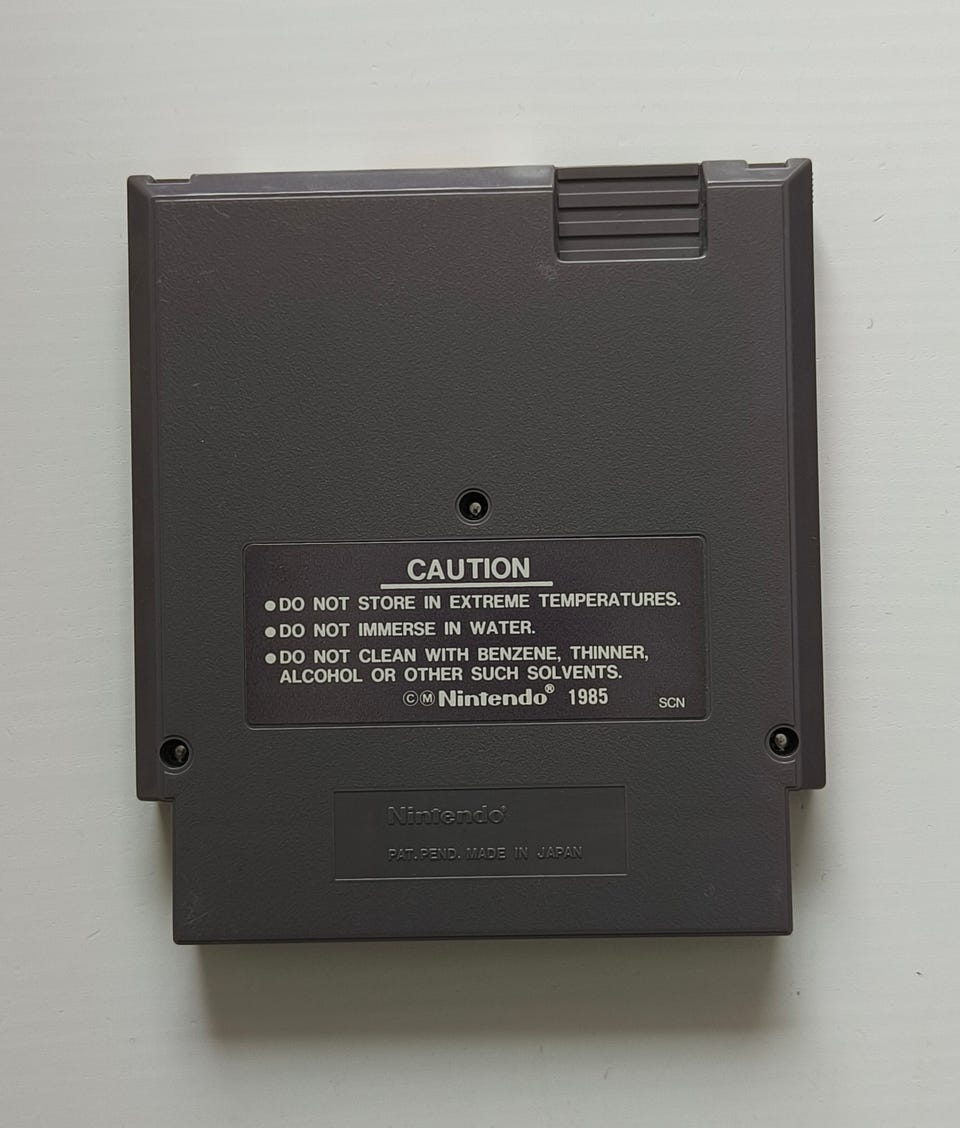 CAUTION
●DO NOT STORE IN EXTREME TEMPERATURES.
●DO NOT IMMERSE IN WATER.
●DO NOT CLEAN WITH BENZENE, THINNER,
ALCOHOL OR OTHER SUCH SOLVENTS.
ⒸⓂNintendo® 1985 SCN
Nintendo®
PAT.PEND. MADE IN JAPAN